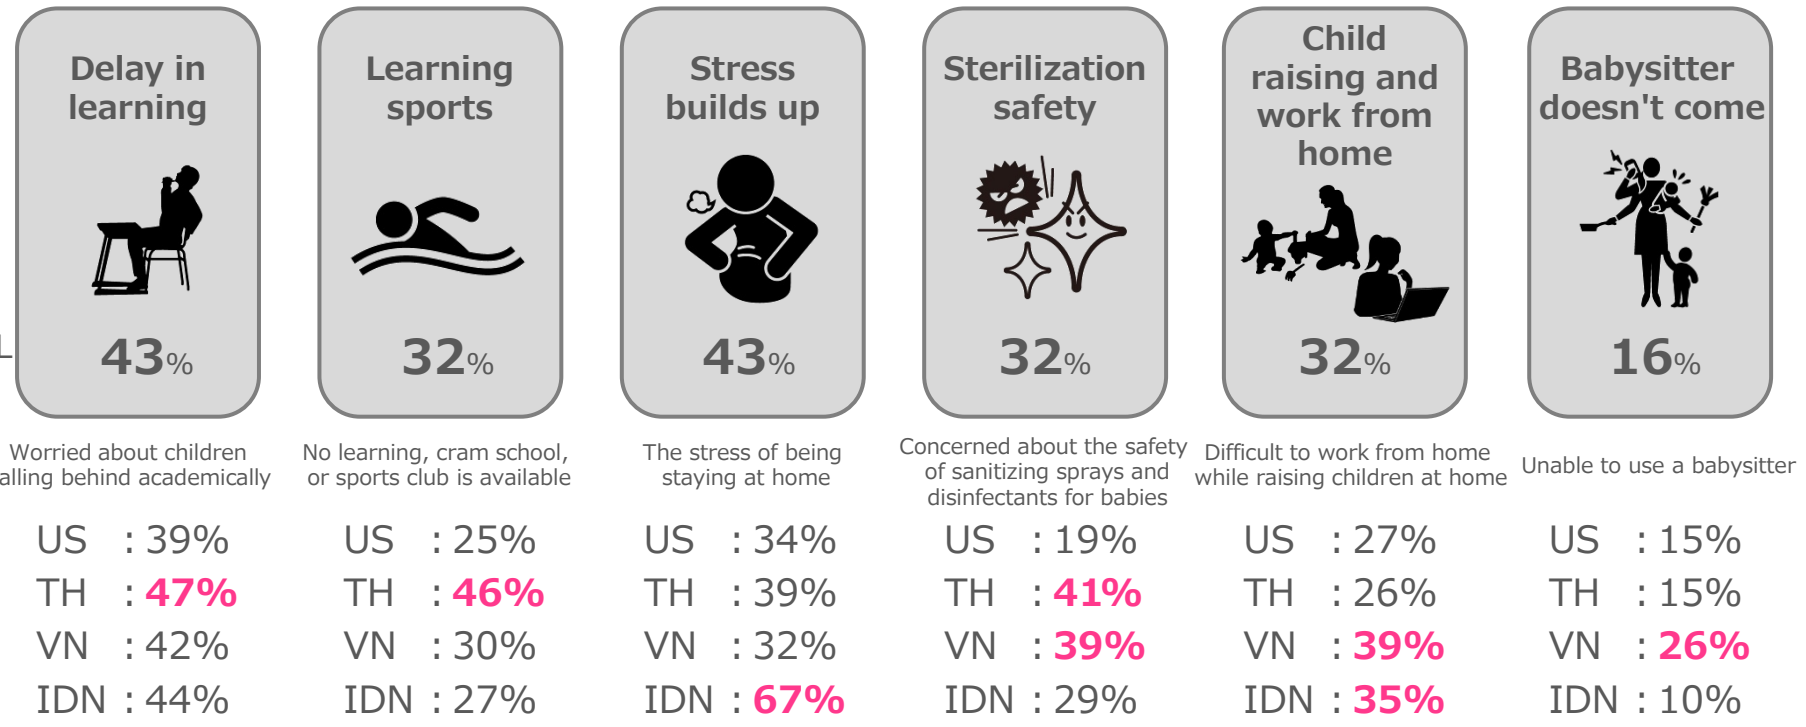 Delay in
learning
43%
Worried about children
alling behind academically
US : 39%
TH : 47%
VN : 42%
IDN : 44%
Learning
sports
32%
No learning, cram school,
or sports club is available
US : 25%
TH : 46%
VN : 30%
IDN : 27%
Stress
builds up
43%
The stress of being
staying at home
US : 34%
TH : 39%
VN : 32%
IDN : 67%
Sterilization
safety
32%
Concerned about the safety
of sanitizing sprays and
disinfectants for babies
US : 19%
TH : 41%
VN : 39%
IDN : 29%
Child
raising and
work from
home
32%
Difficult to work from home
while raising children at home
US : 27%
TH : 26%
VN : 39%
IDN : 35%
Babysitter
doesn't come
16%
Unable to use a babysitter
US : 15%
TH : 15%
VN : 26%
IDN : 10%